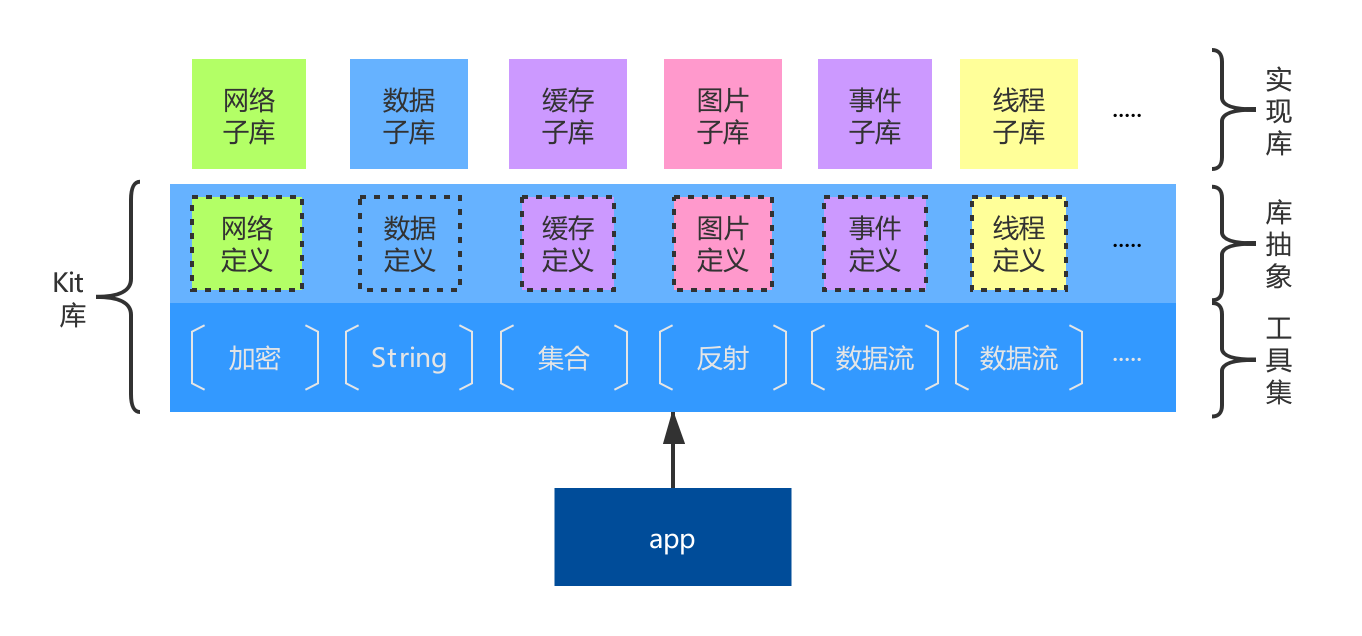 网络
子库
数据
子库
缓存
子库
图片
子库
事件
子库
线程
子库
·····
实
现
库
Kit
库
网络
定义
数据
定义
缓存
定义
图片
定义
事件
定义
线程
定义
·····
库
抽
象
加密
String
集合
反射
数据流
数据流
·····
工
具
集
app